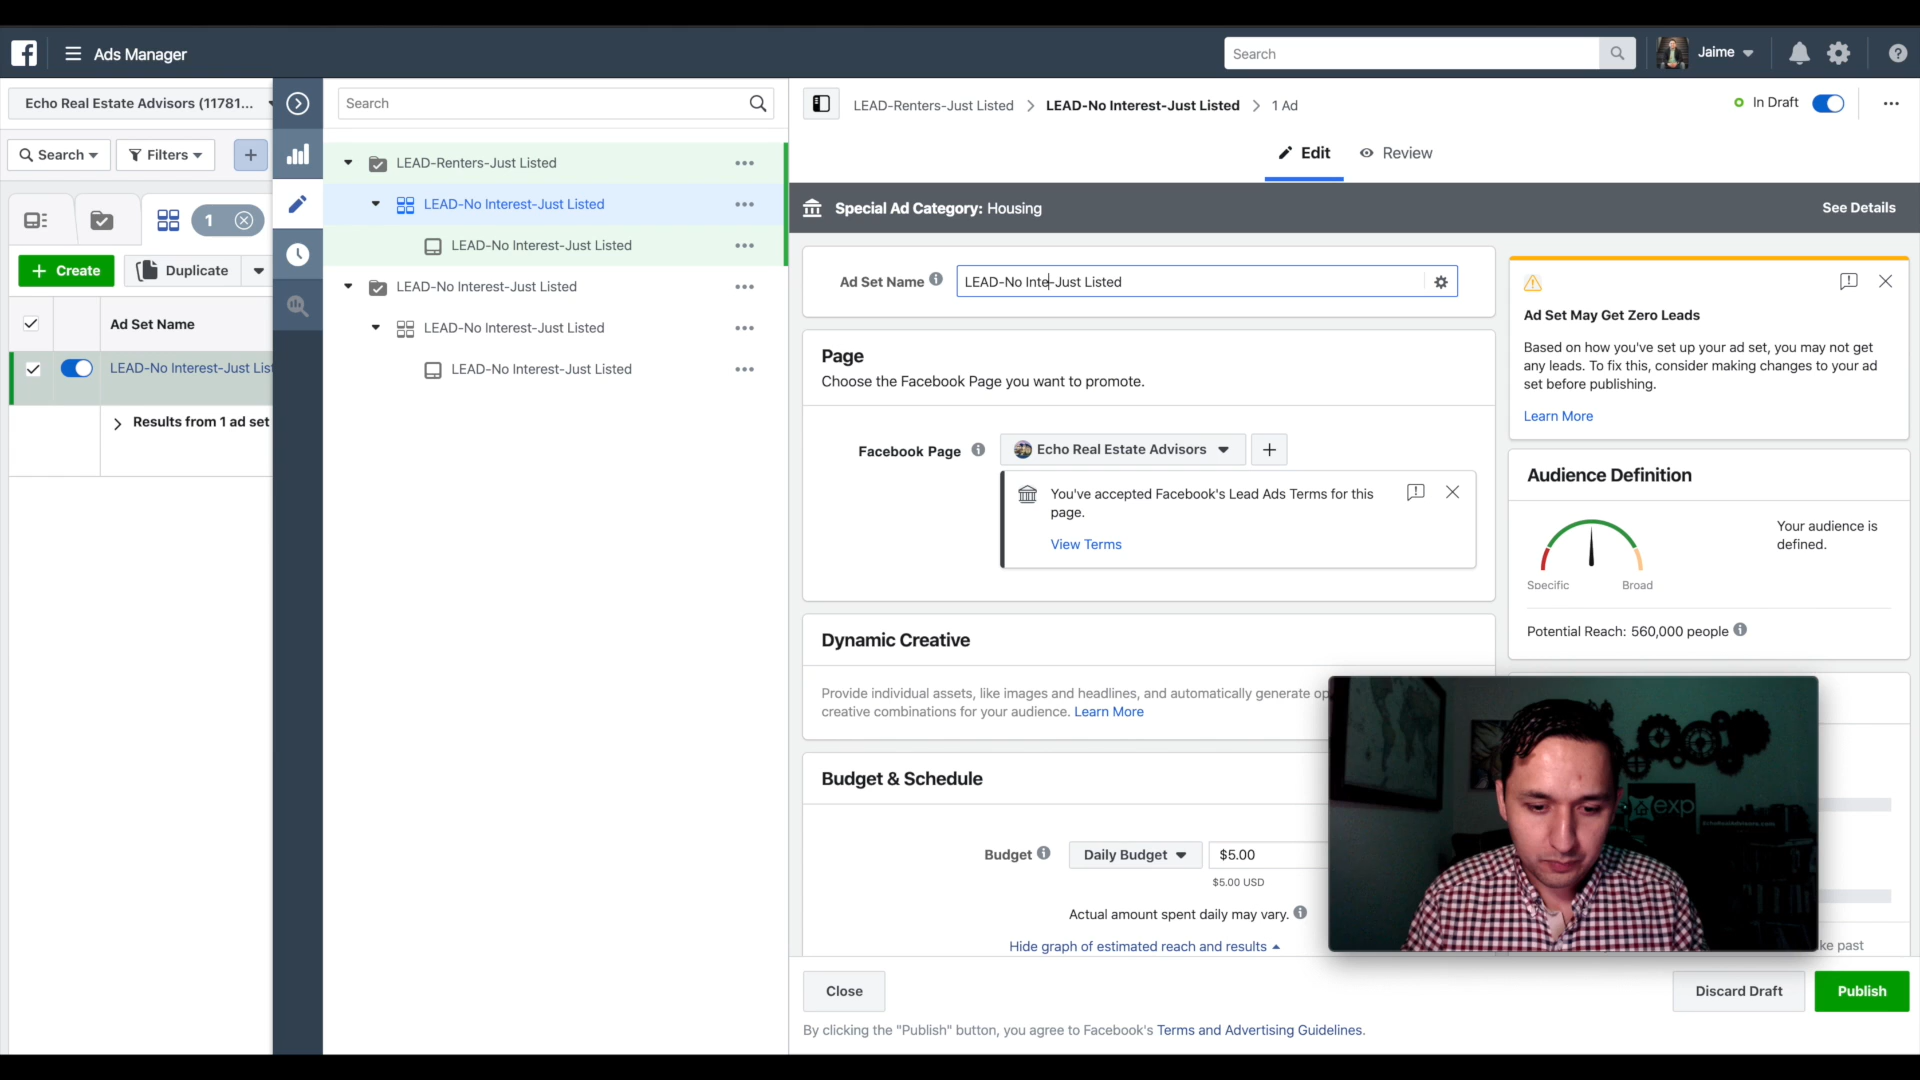 Ads Manager
Search
Jaime
Echo Real Estate Advisors (11781...
Search
LEAD-Renters-Just Listed
LEAD-No Interest-Just Listed
1 Ad
In Draft
Search
Filters
Edit
Review
LEAD-Renters-Just Listed
LEAD-No Interest-Just Listed
LEAD-No Interest-Just Listed
LEAD-No Interest-Just Listed
LEAD-No Interest-Just Listed
LEAD-No Interest-Just Listed
1
Create
Duplicate
Ad Set Name
LEAD-No Interest-Just List
Results from 1 ad set
Special Ad Category: Housing
See Details
Ad Set Name
LEAD-No Inte-Just Listed
Page
Choose the Facebook Page you want to promote.
Facebook Page
Echo Real Estate Advisors
You've accepted Facebook's Lead Ads Terms for this
page.
View Terms
Dynamic Creative
Provide individual assets, like images and headlines, and automatically generate op
creative combinations for your audience. Learn More
Budget & Schedule
Budget
Daily Budget
$5.00
$5.00 USD
Actual amount spent daily may vary.
Hide graph of estimated reach and results
Ad Set May Get Zero Leads
Based on how you've set up your ad set, you may not get
any leads. To fix this, consider making changes to your ad
set before publishing.
Learn More
Audience Definition
Your audience is
defined.
Specific
Broad
Potential Reach: 560,000 people
exp
ke past
Close
Discard Draft
Publish
By clicking the "Publish" button, you agree to Facebook's Terms and Advertising Guidelines.